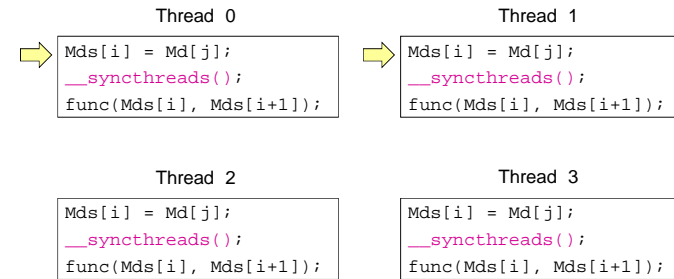 Thread 0
Mds[i] = Md[j];
__syncthreads();
func(Mds[i], Mds[i+1]);
Thread 1
Mds[i] = Md[j];
__syncthreads();
func(Mds[i], Mds[i+1]);
Thread 2
Mds[i] = Md[j];
__syncthreads();
func(Mds[i], Mds[i+1]);
Thread 3
Mds[i] = Md[j];
__syncthreads();
func(Mds[i], Mds[i+1]);